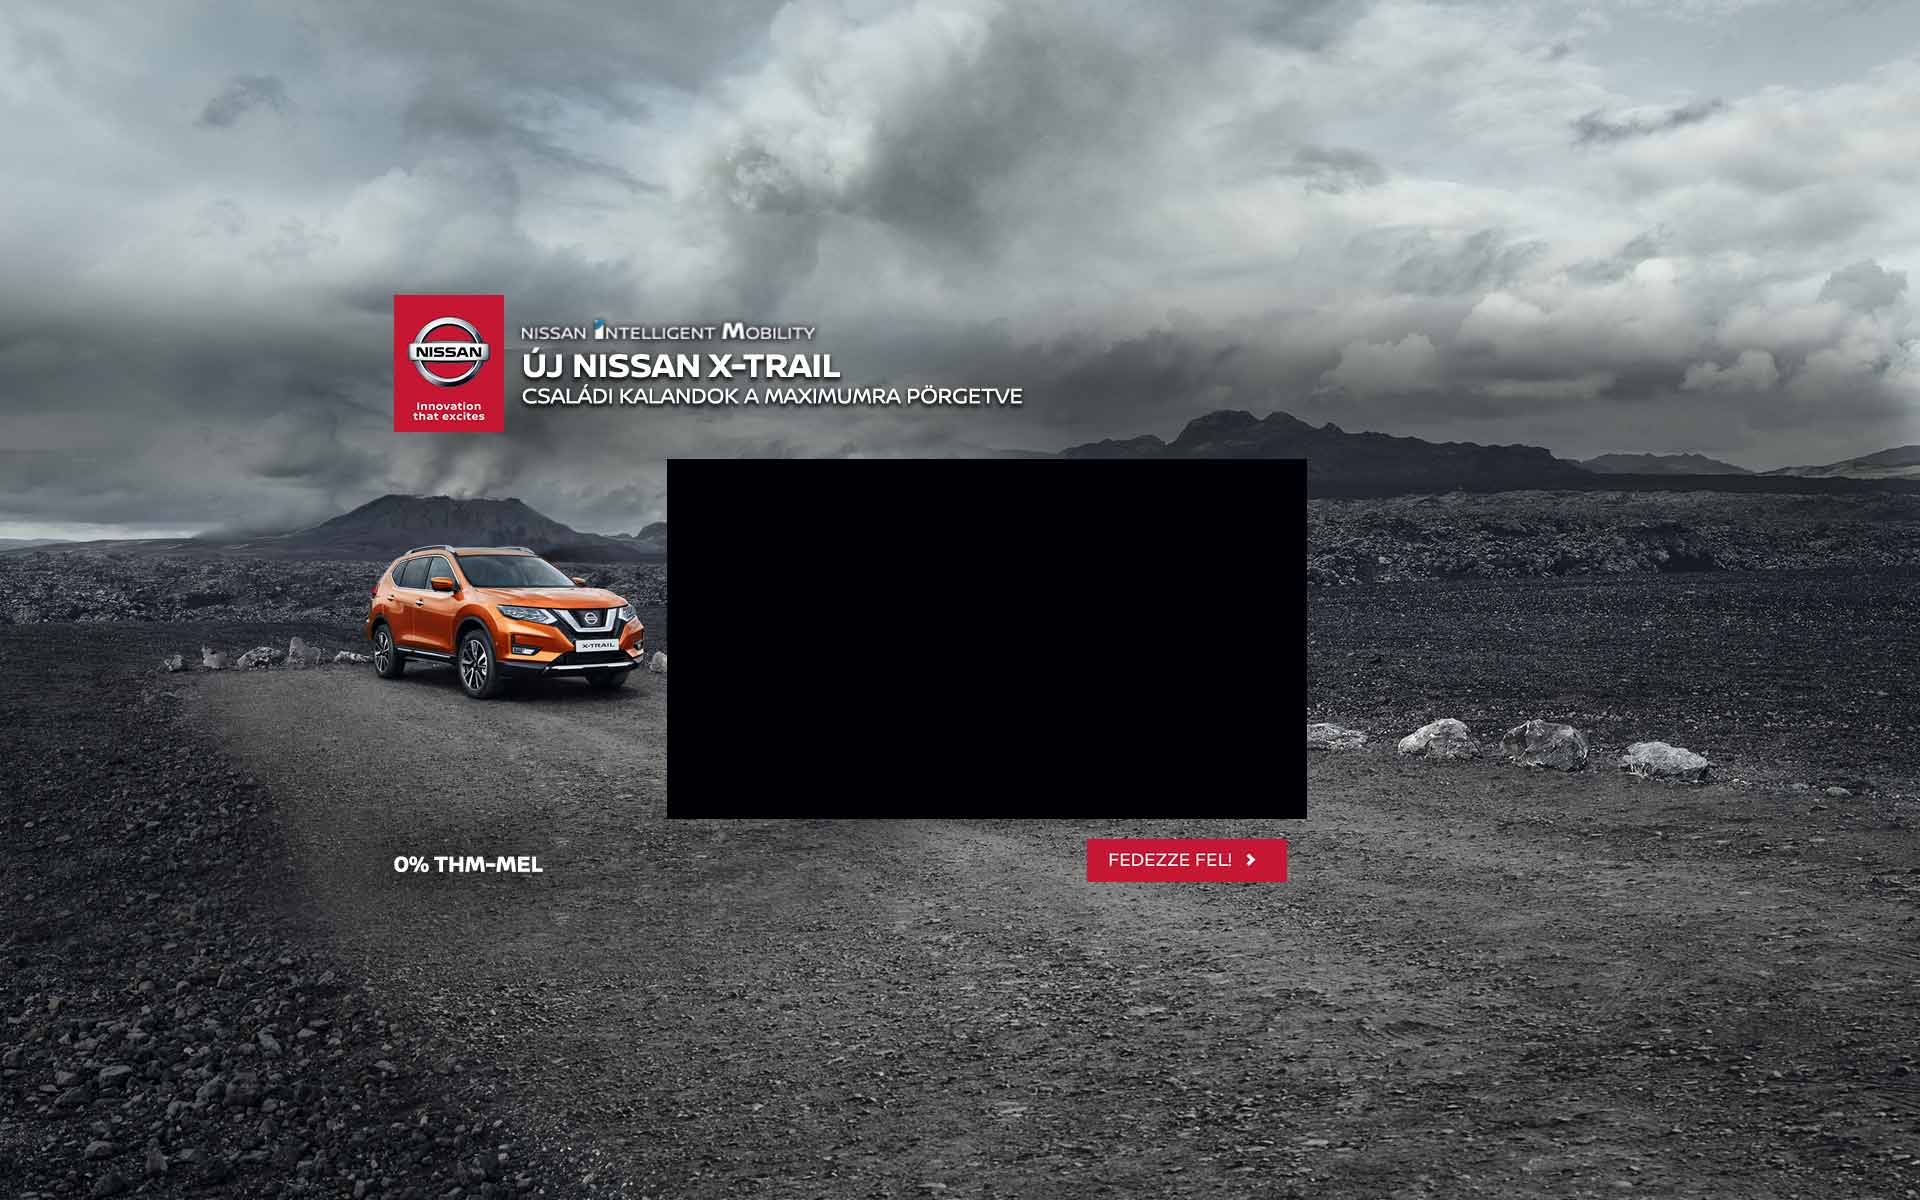 NISSAN
Innovation
that excites
NISSAN INTELLIGENT MOBILITY
ÚJ NISSAN X-TRAIL
CSALÁDI KALANDOK A MAXIMUMRA PÖRGETVE
X-TRAIL
0% THM-MEL
FEDEZZE FEL!